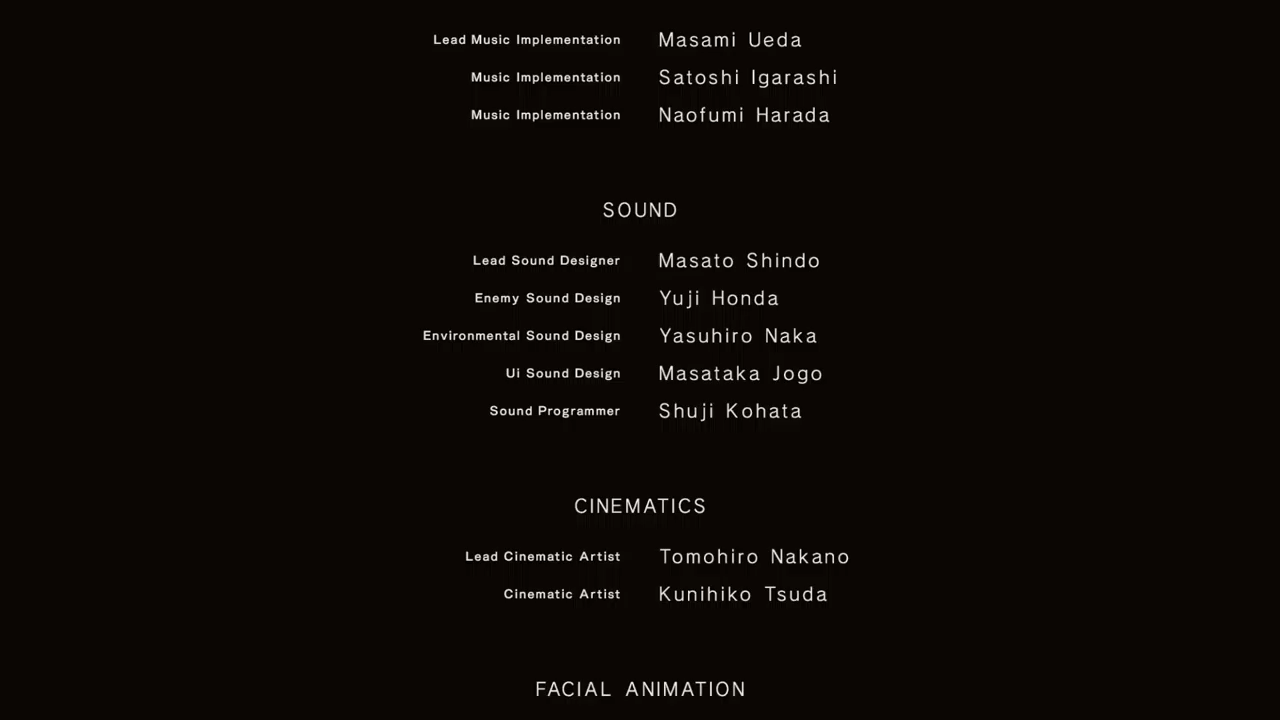 Lead Music Implementation Masami Ueda
Music Implementation Satoshi Igarashi
Music Implementation Naofumi Harada
SOUND
Lead Sound Designer Masato Shindo
Enemy Sound Design Yuji Honda
Environmental Sound Design Yasuhiro Naka
Ui Sound Design Masataka Jogo
Sound Programmer Shuji Kohata
CINEMATICS
Lead Cinematic Artist Tomohiro Nakano
Cinematic Artist Kunihiko Tsuda
FACIAL ANIMATION